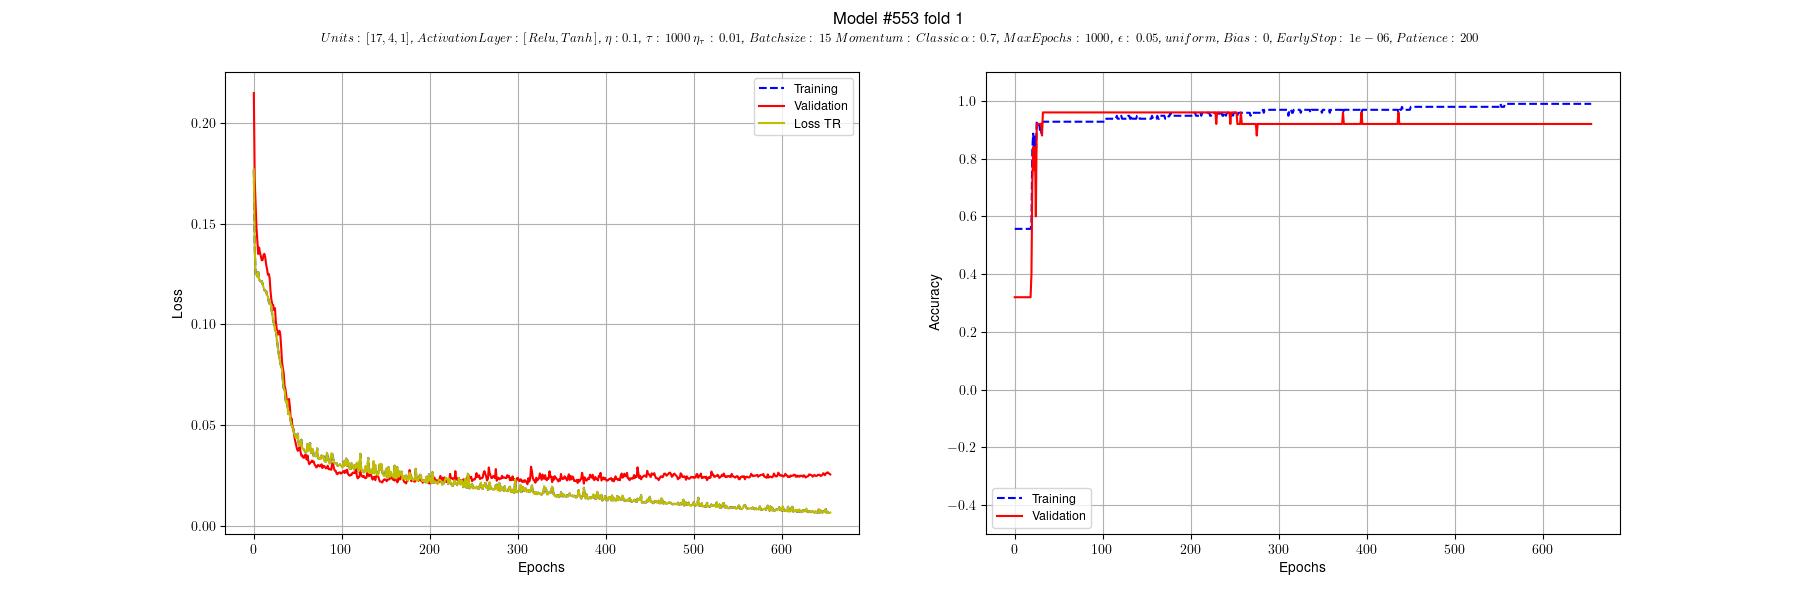 Model #553 fold 1
Units : [17, 4, 1], ActivationLayer : [Relu, Tanh], η : 0.1, τ : 1000 η_τ : 0.01, Batchsize : 15 Momentum : Classic α : 0.7, MaxEpochs : 1000, ϵ : 0.05, uniform, Bias : 0, EarlyStop : 1e − 06, Patience : 200
Training
Validation
Loss TR
0.20
0.15
0.10
0.05
0.00
Loss
0 100 200 300 400 500 600
Epochs
1.0
0.8
0.6
0.4
0.2
0.0
−0.2
−0.4
Accuracy
Training
Validation
0 100 200 300 400 500 600
Epochs